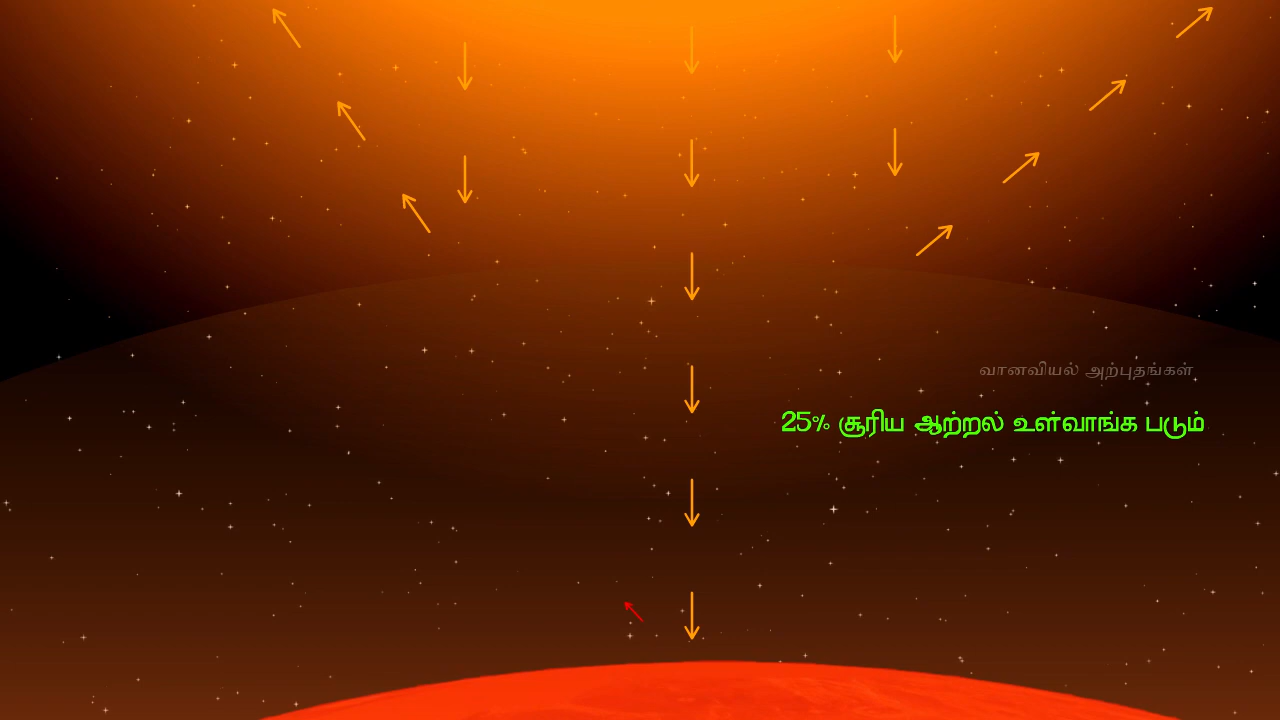 வானவியல் அற்புதங்கள்
25% சூரிய ஆற்றல் உள்வாங்க படும்